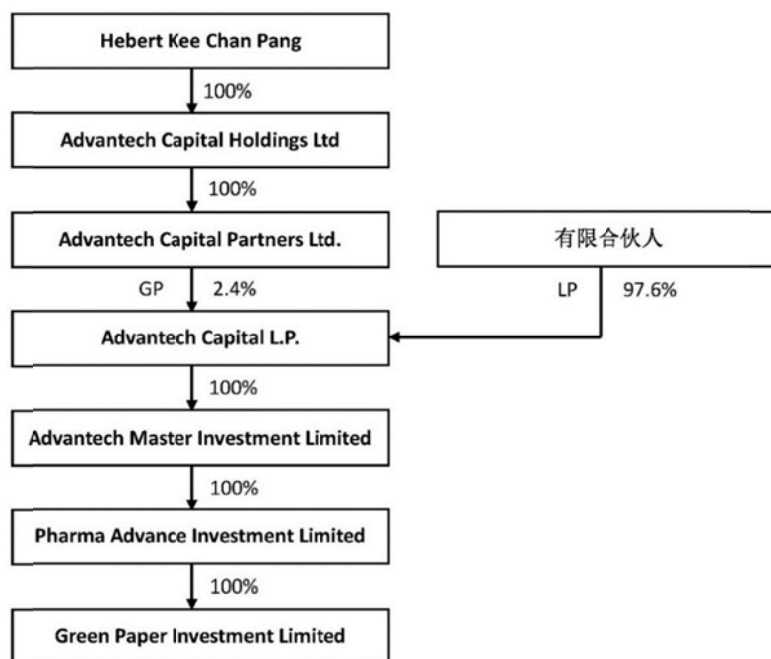 Hebert Kee Chan Pang
100%
Advantech Capital Holdings Ltd
100%
Advantech Capital Partners Ltd.
有限合伙人
GP 2.4%
LP 97.6%
Advantech Capital L.P.
100%
Advantech Master Investment Limited
100%
Pharma Advance Investment Limited
100%
Green Paper Investment Limited